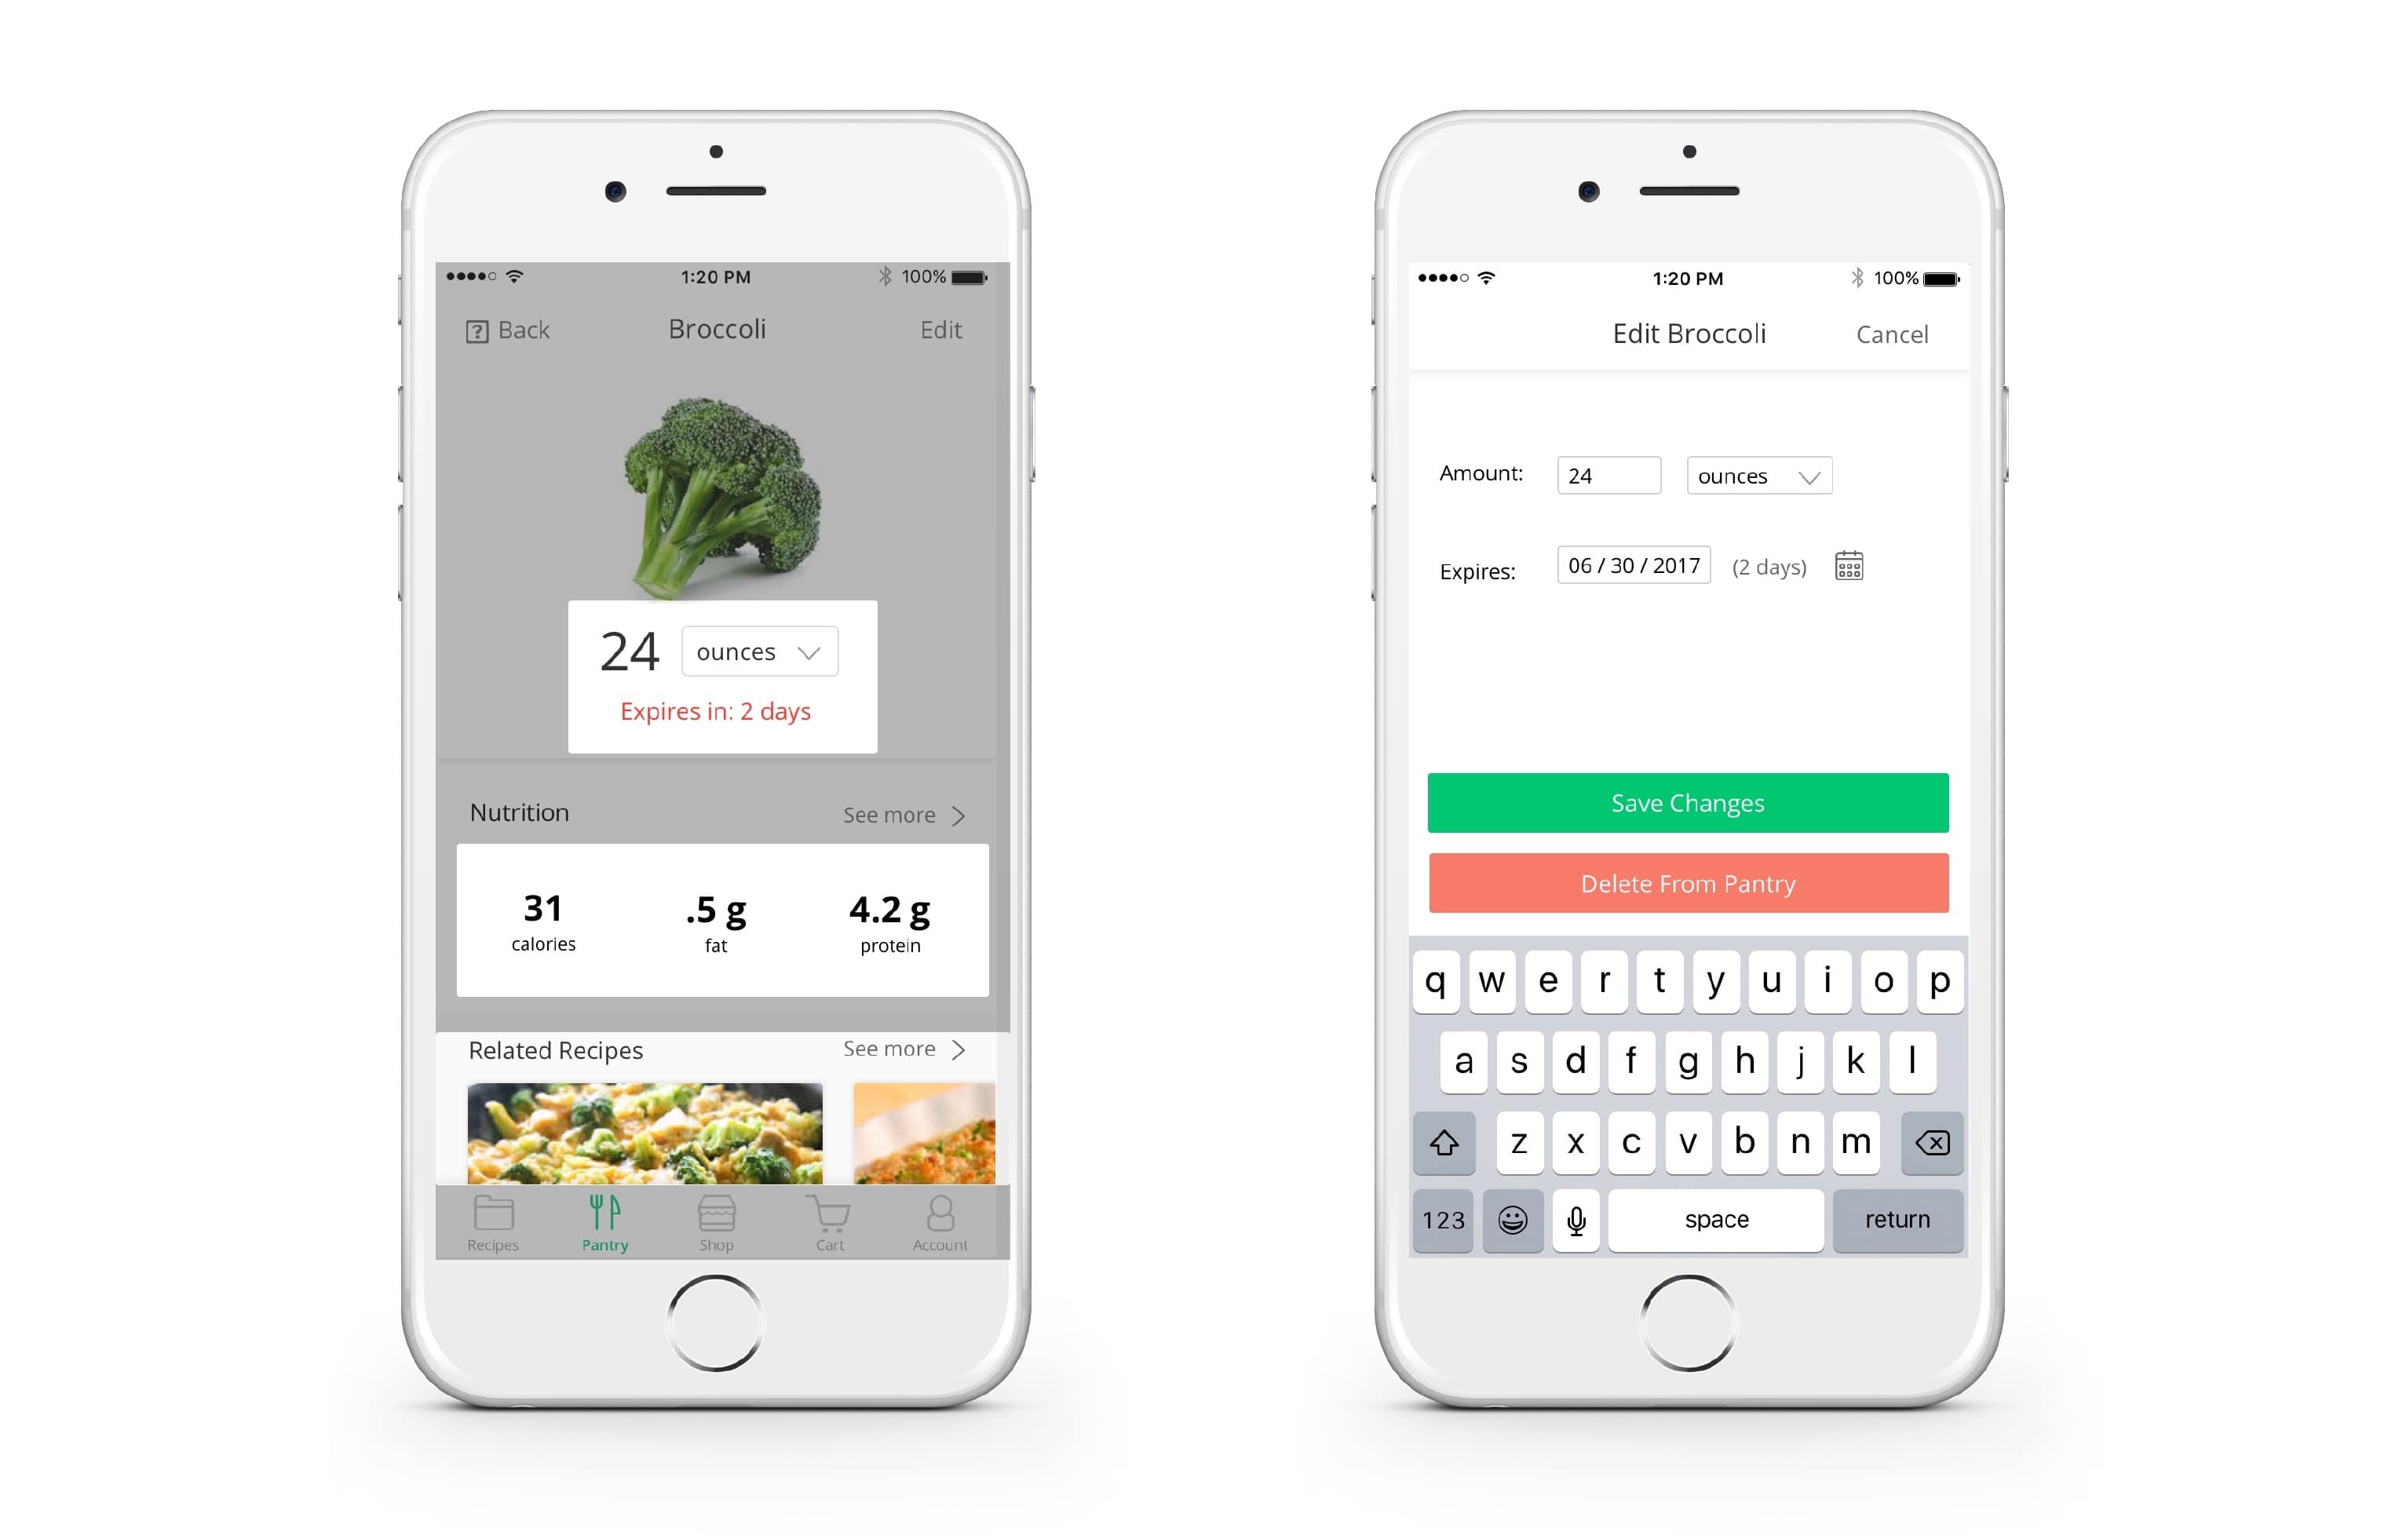 1:20 PM 100%
Back Broccoli Edit
24 ounces
Expires in: 2 days
Nutrition See more
31 .5 g 4.2 g
calories fat protein
Related Recipes See more
Recipes Pantry Shop Cart Account
1:20 PM 100%
Edit Broccoli Cancel
Amount: 24 ounces
Expires: 06 / 30 / 2017 (2 days)
Save Changes
Delete From Pantry
q w e r t y u i o p
a s d f g h j k l
z x c v b n m
123 space return